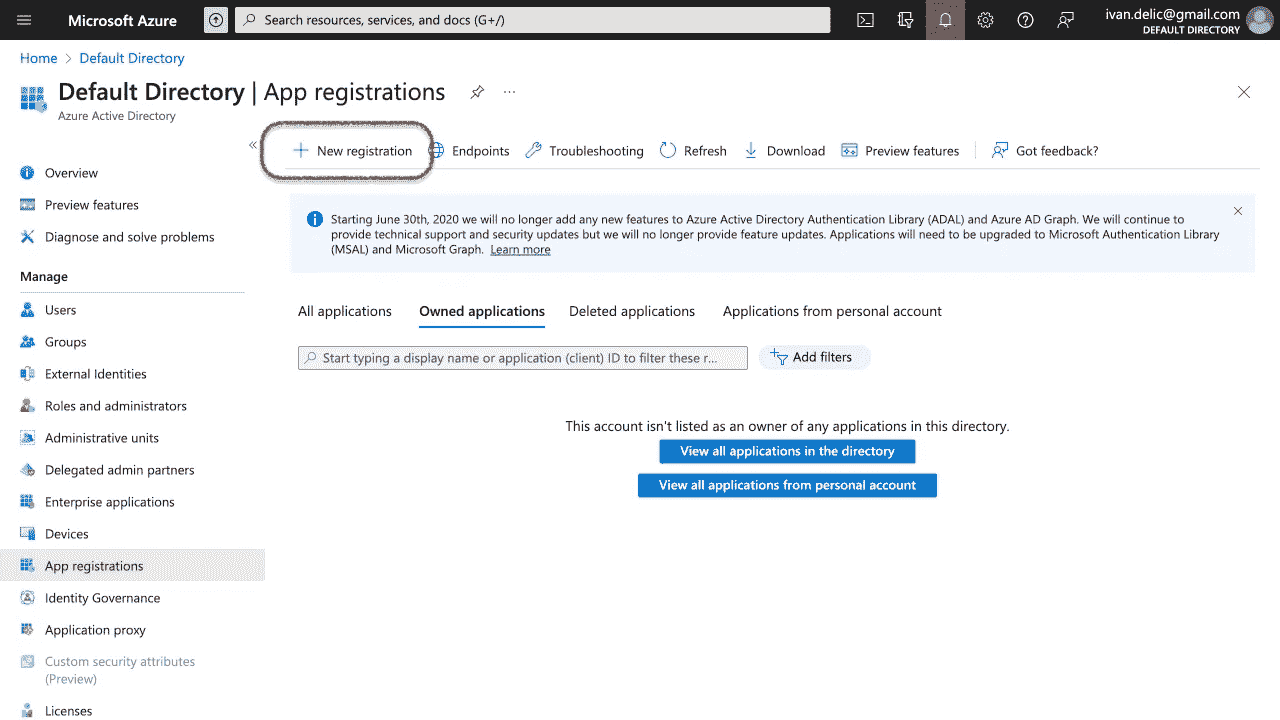 Microsoft Azure
Search resources, services, and docs (G+/)
ivan.delic@gmail.com
DEFAULT DIRECTORY
Home > Default Directory
Default Directory | App registrations
...
Azure Active Directory
«
New registration
Endpoints
Troubleshooting
Refresh
Download
Preview features
Got feedback?
Overview
Preview features
Diagnose and solve problems
Manage
Users
Groups
External Identities
Roles and administrators
Administrative units
Delegated admin partners
Enterprise applications
Devices
App registrations
Identity Governance
Application proxy
Custom security attributes
(Preview)
Licenses
Starting June 30th, 2020 we will no longer add any new features to Azure Active Directory Authentication Library (ADAL) and Azure AD Graph. We will continue to
provide technical support and security updates but we will no longer provide feature updates. Applications will need to be upgraded to Microsoft Authentication Library
(MSAL) and Microsoft Graph. Learn more
All applications
Owned applications
Deleted applications
Applications from personal account
Start typing a display name or application (client) ID to filter these r...
Add filters
This account isn't listed as an owner of any applications in this directory.
View all applications in the directory
View all applications from personal account